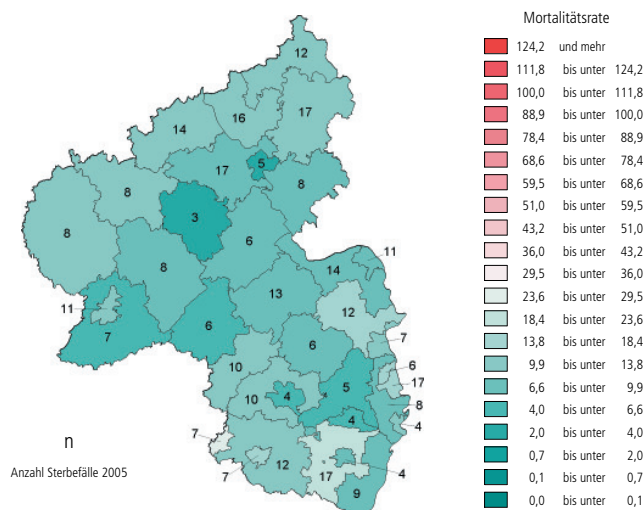 Mortalitätsrate
124,2 und mehr
111,8 bis unter 124,2
100,0 bis unter 111,8
88,9 bis unter 100,0
78,4 bis unter 88,9
68,6 bis unter 78,4
59,5 bis unter 68,6
51,0 bis unter 59,5
43,2 bis unter 51,0
36,0 bis unter 43,2
29,5 bis unter 36,0
23,6 bis unter 29,5
18,4 bis unter 23,6
13,8 bis unter 18,4
9,9 bis unter 13,8
6,6 bis unter 9,9
4,0 bis unter 6,6
2,0 bis unter 4,0
0,7 bis unter 2,0
0,1 bis unter 0,7
0,0 bis unter 0,1
12
16
17
14
17
5
8
8
3
8
6
11
14
8
13
11
12
6
7
7
6
6
10
5
17
10
4
8
4
4
7
4
7
12
17
9
n
Anzahl Sterbefälle 2005